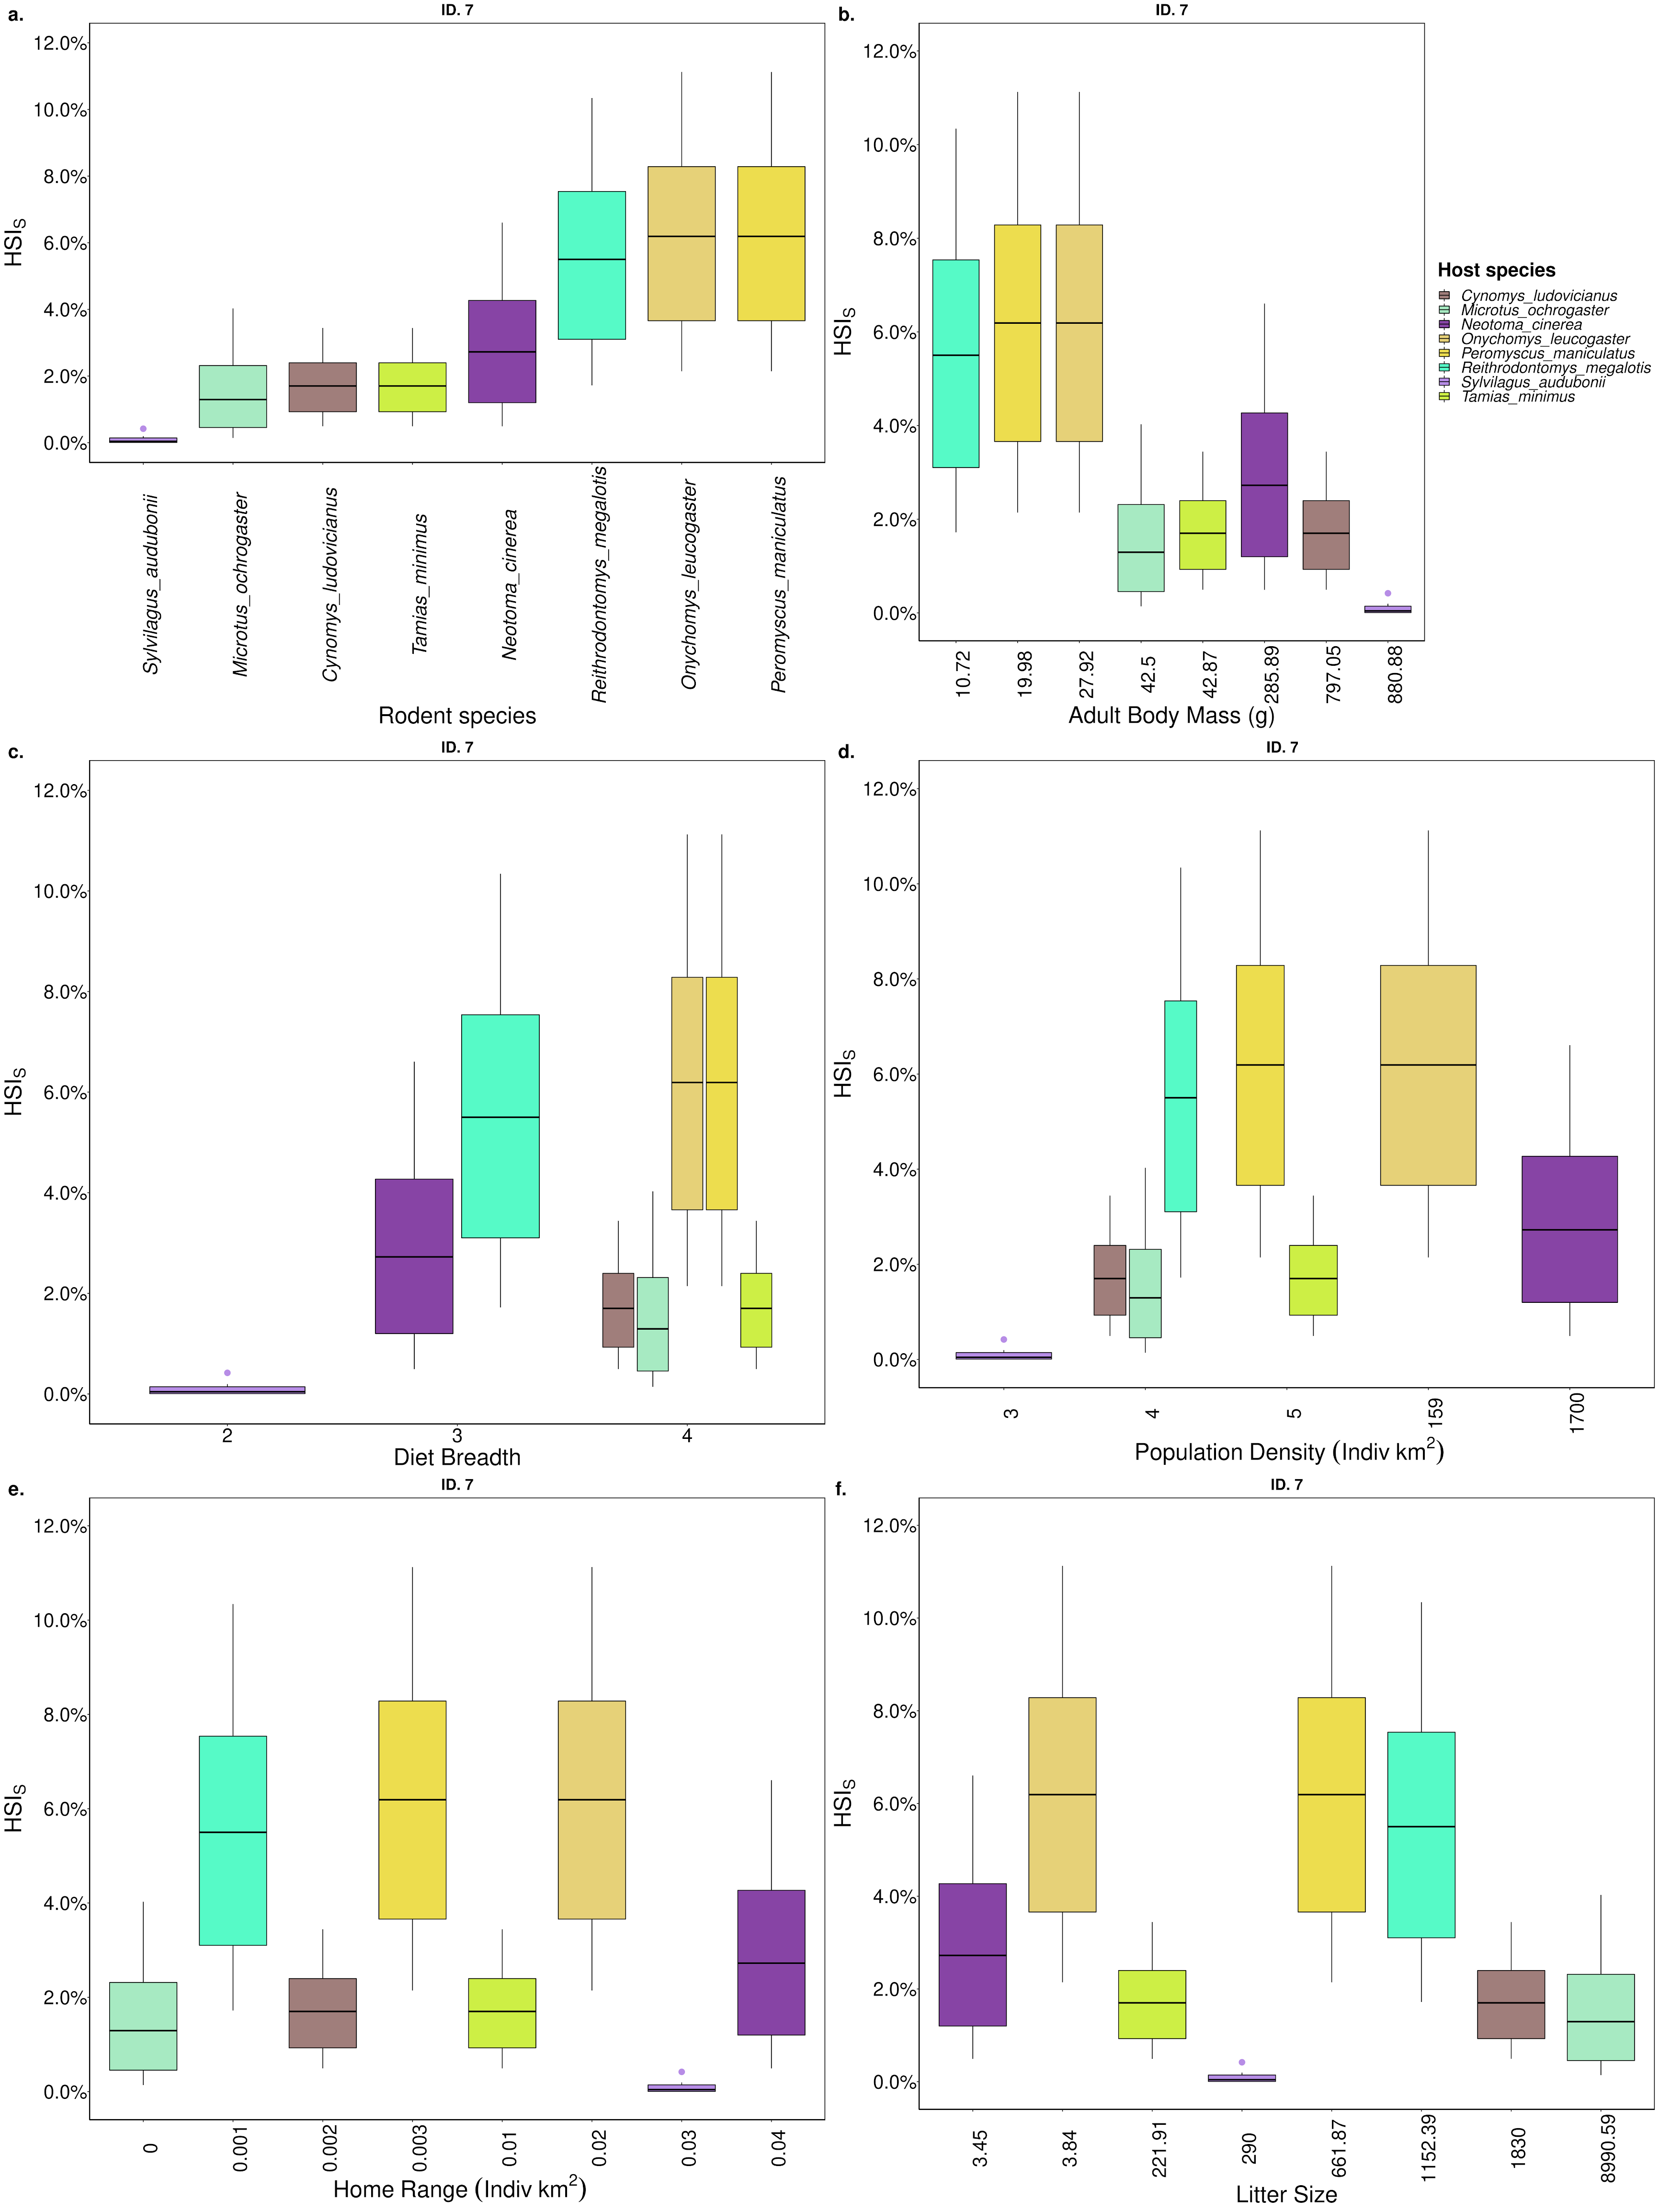 a.
ID. 7
12.0%
10.0%
8.0%
6.0%
4.0%
2.0%
0.0%
HSIS
Sylvilagus_audubonii
Microtus_ochrogaster
Cynomys_ludovicianus
Tamias_minimus
Neotoma_cinerea
Reithrodontomys_megalotis
Onychomys_leucogaster
Peromyscus_maniculatus
Rodent species
b.
ID. 7
12.0%
10.0%
8.0%
6.0%
4.0%
2.0%
0.0%
HSIS
10.72
19.98
27.92
42.5
42.87
285.89
797.05
880.88
Adult Body Mass (g)
Host species
Cynomys_ludovicianus
Microtus_ochrogaster
Neotoma_cinerea
Onychomys_leucogaster
Peromyscus_maniculatus
Reithrodontomys_megalotis
Sylvilagus_audubonii
Tamias_minimus
c.
ID. 7
12.0%
10.0%
8.0%
6.0%
4.0%
2.0%
0.0%
HSIS
2 3 4
Diet Breadth
d.
ID. 7
12.0%
10.0%
8.0%
6.0%
4.0%
2.0%
0.0%
HSIS
3
4
5
159
1700
Population Density (Indiv km²)
e.
ID. 7
12.0%
10.0%
8.0%
6.0%
4.0%
2.0%
0.0%
HSIS
0
0.001
0.002
0.003
0.01
0.02
0.03
0.04
Home Range (Indiv km²)
f.
ID. 7
12.0%
10.0%
8.0%
6.0%
4.0%
2.0%
0.0%
HSIS
3.45
3.84
221.91
290
661.87
1152.39
1830
8990.59
Litter Size